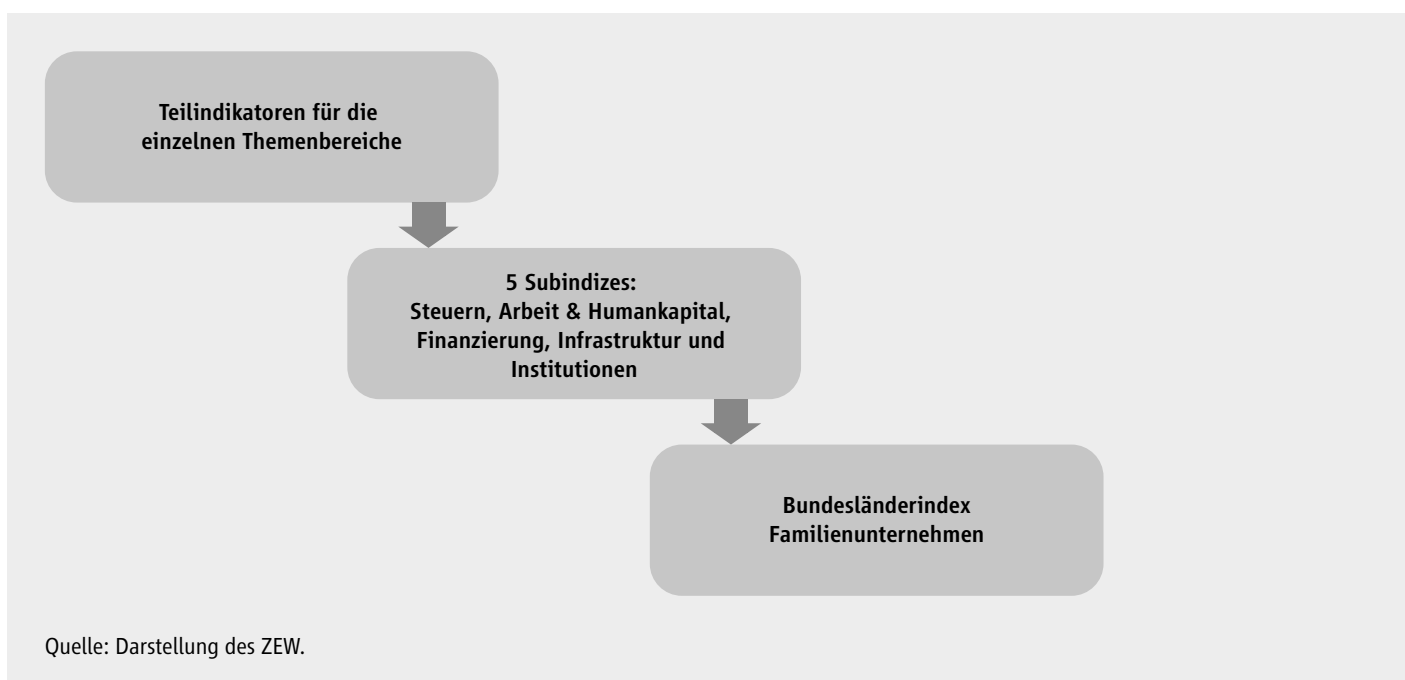 Teilindikatoren für die
einzelnen Themenbereiche
5 Subindizes:
Steuern, Arbeit & Humankapital,
Finanzierung, Infrastruktur und
Institutionen
Bundesländerindex
Familienunternehmen
Quelle: Darstellung des ZEW.